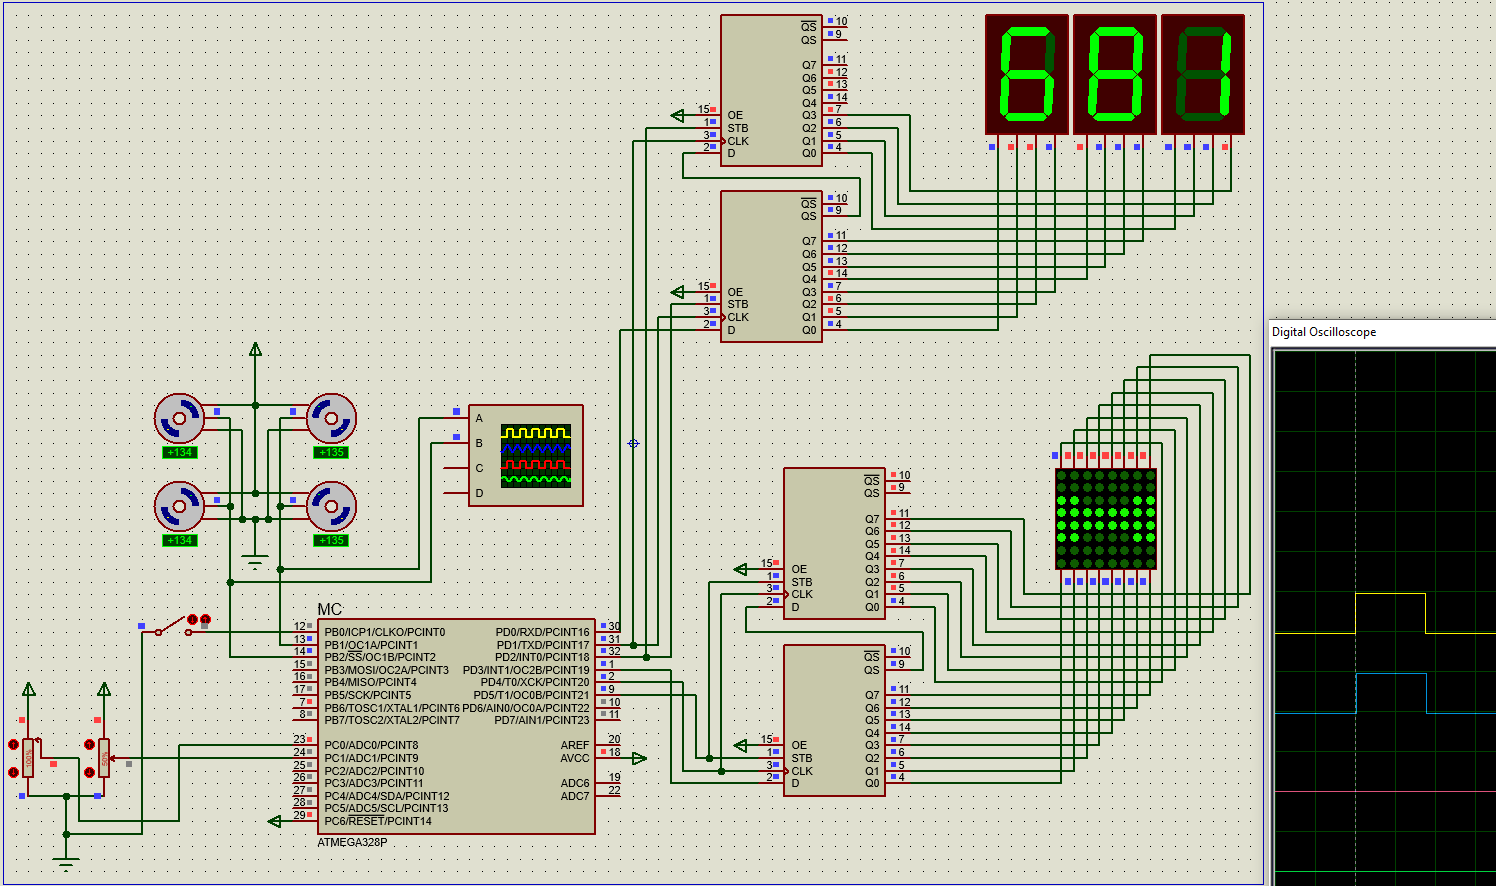 QS 10
QS 9
Q7 11
Q6 12
Q5 13
Q4 14
15 OE Q3 7
1 STB Q2 6
3 CLK Q1 5
2 D Q0 4
681
QS 10
QS 9
Q7 11
Q6 12
Q5 13
Q4 14
15 OE Q3 7
1 STB Q2 6
3 CLK Q1 5
2 D Q0 4
Digital Oscilloscope
A
B
C
D
+134
+135
+134
+135
QS 10
QS 9
Q7 11
Q6 12
Q5 13
Q4 14
15 OE Q3 7
1 STB Q2 6
3 CLK Q1 5
2 D Q0 4
QS 10
QS 9
Q7 11
Q6 12
Q5 13
Q4 14
15 OE Q3 7
1 STB Q2 6
3 CLK Q1 5
2 D Q0 4
MC
12 PB0/ICP1/CLKO/PCINT0 PD0/RXD/PCINT16 30
13 PB1/OC1A/PCINT1 PD1/TXD/PCINT17 31
14 PB2/SS/OC1B/PCINT2 PD2/INT0/PCINT18 32
15 PB3/MOSI/OC2A/PCINT3 PD3/INT1/OC2B/PCINT19 1
16 PB4/MISO/PCINT4 PD4/T0/XCK/PCINT20 2
17 PB5/SCK/PCINT5 PD5/T1/OC0B/PCINT21 9
7 PB6/TOSC1/XTAL1/PCINT6 PD6/AIN0/OC0A/PCINT22 10
8 PB7/TOSC2/XTAL2/PCINT7 PD7/AIN1/PCINT23 11
23 PC0/ADC0/PCINT8 AREF 20
24 PC1/ADC1/PCINT9 AVCC 18
25 PC2/ADC2/PCINT10
26 PC3/ADC3/PCINT11 ADC6 19
27 PC4/ADC4/SDA/PCINT12 ADC7 22
28 PC5/ADC5/SCL/PCINT13
29 PC6/RESET/PCINT14
ATMEGA328P
100%
50%